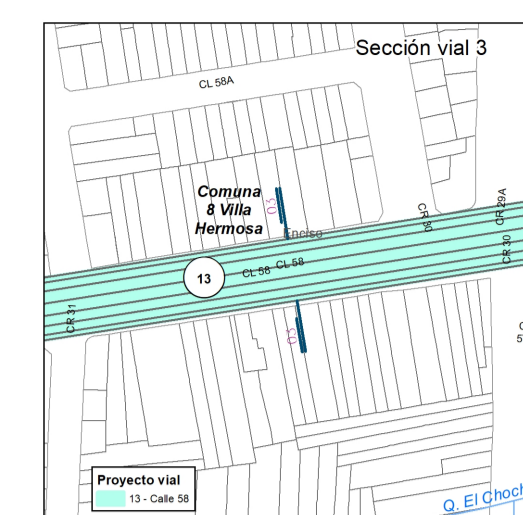 Sección vial 3
CL 58A
Comuna
8 Villa
Hermosa
03
Enciso
CR 30
CR 29A
CR 30
CL 58
CL 58
13
CR 31
03
Proyecto vial
13 - Calle 58
Q. El Choch